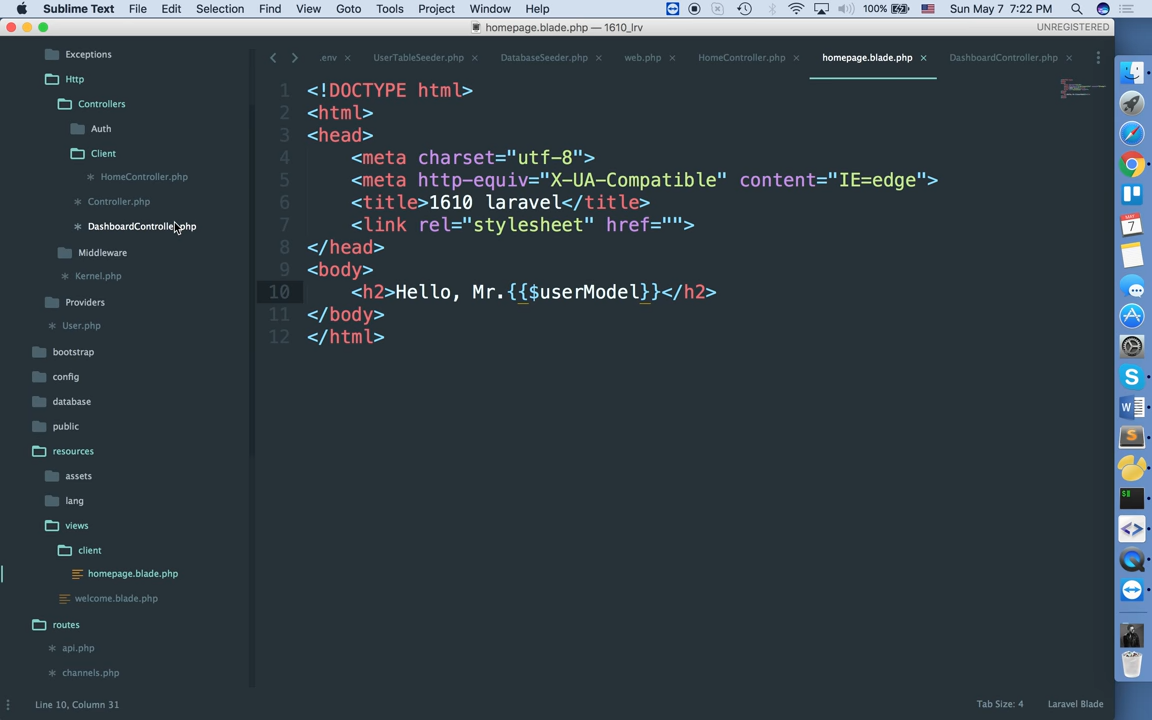 Sublime Text File Edit Selection Find View Goto Tools Project Window Help 100% Sun May 7 7:22 PM
homepage.blade.php — 1610_lrv UNREGISTERED
.env × UserTableSeeder.php × DatabaseSeeder.php × web.php × HomeController.php × homepage.blade.php × DashboardController.php ×
Exceptions
Http
Controllers
Auth
Client
HomeController.php
Controller.php
DashboardController.php
Middleware
Kernel.php
Providers
User.php
bootstrap
config
database
public
resources
assets
lang
views
client
homepage.blade.php
welcome.blade.php
routes
api.php
channels.php
1 <!DOCTYPE html>
2 <html>
3 <head>
4 <meta charset="utf-8">
5 <meta http-equiv="X-UA-Compatible" content="IE=edge">
6 <title>1610 laravel</title>
7 <link rel="stylesheet" href="">
8 </head>
9 <body>
10 <h2>Hello, Mr.{{$userModel}}</h2>
11 </body>
12 </html>
Line 10, Column 31 Tab Size: 4 Laravel Blade